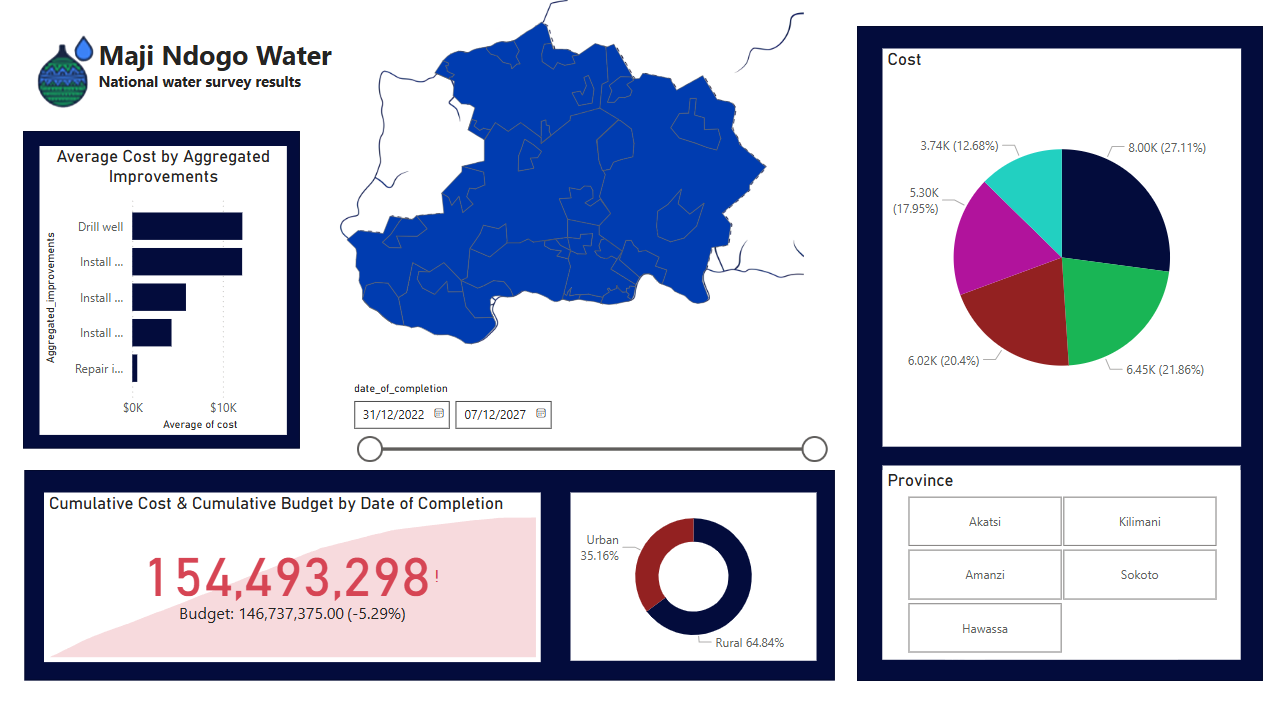 Maji Ndogo Water
National water survey results
Average Cost by Aggregated
Improvements
Aggregated_improvements
Drill well
Install ...
Install ...
Install ...
Repair i...
$0K
$10K
Average of cost
date_of_completion
31/12/2022
07/12/2027
Cumulative Cost & Cumulative Budget by Date of Completion
154,493,298!
Budget: 146,737,375.00 (-5.29%)
Urban
35.16%
Rural 64.84%
Cost
3.74K (12.68%)
8.00K (27.11%)
5.30K
(17.95%)
6.02K (20.4%)
6.45K (21.86%)
Province
Akatsi
Kilimani
Amanzi
Sokoto
Hawassa